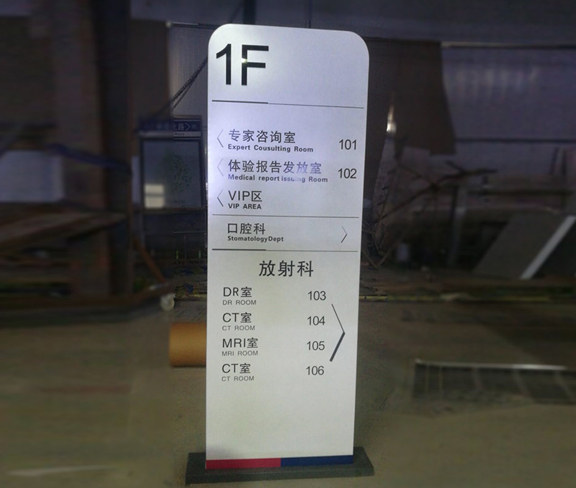 1F
专家咨询室 101
Expert Cousulting Room
体验报告发放室 102
Medical report issuing Room
VIP区
VIP AREA
口腔科
StomatologyDept
放射科
DR室 103
DR ROOM
CT室 104
CT ROOM
MRI室 105
MRI ROOM
CT室 106
CT ROOM